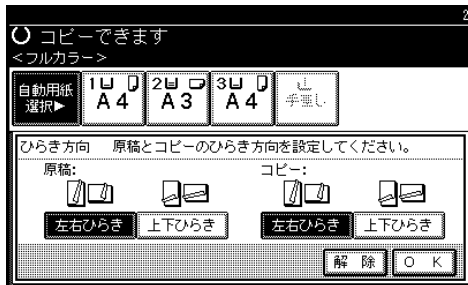 2
コピーできます
<フルカラー>
自動用紙
選択▶
1 A4
2 A3
3 A4
手差し
ひらき方向 原稿とコピーのひらき方向を設定してください。
原稿: コピー:
左右ひらき 上下ひらき 左右ひらき 上下ひらき
解除 OK